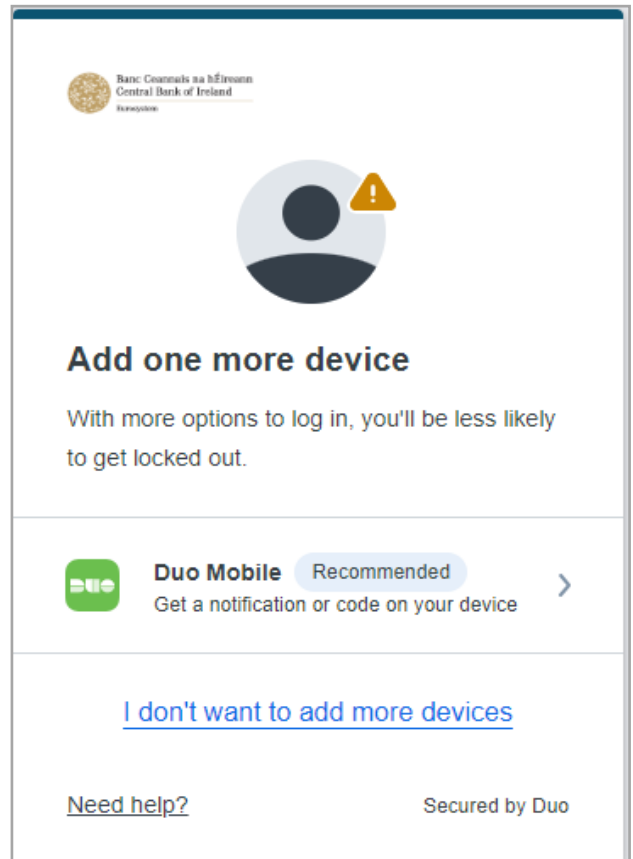 Banc Ceannais na hÉireann
Central Bank of Ireland
Eurosystem
Add one more device
With more options to log in, you'll be less likely
to get locked out.
DUO
Duo Mobile Recommended
Get a notification or code on your device
I don't want to add more devices
Need help? Secured by Duo